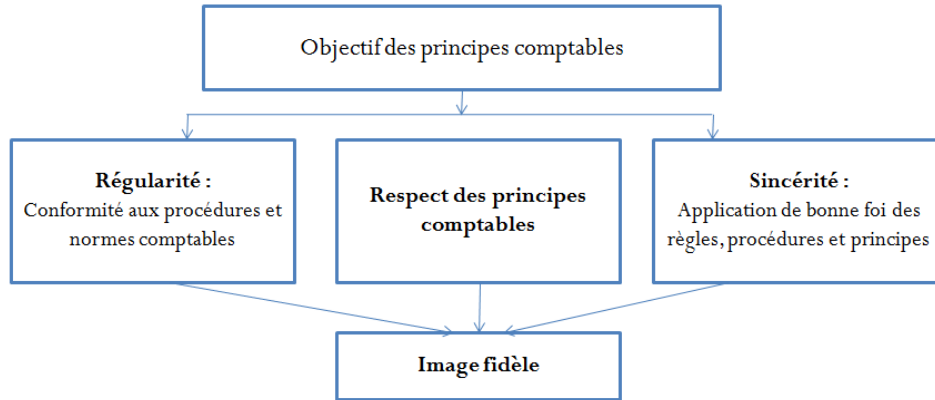 Objectif des principes comptables
Régularité :
Conformité aux procédures et
normes comptables
Respect des principes
comptables
Sincérité :
Application de bonne foi des
règles, procédures et principes
Image fidèle